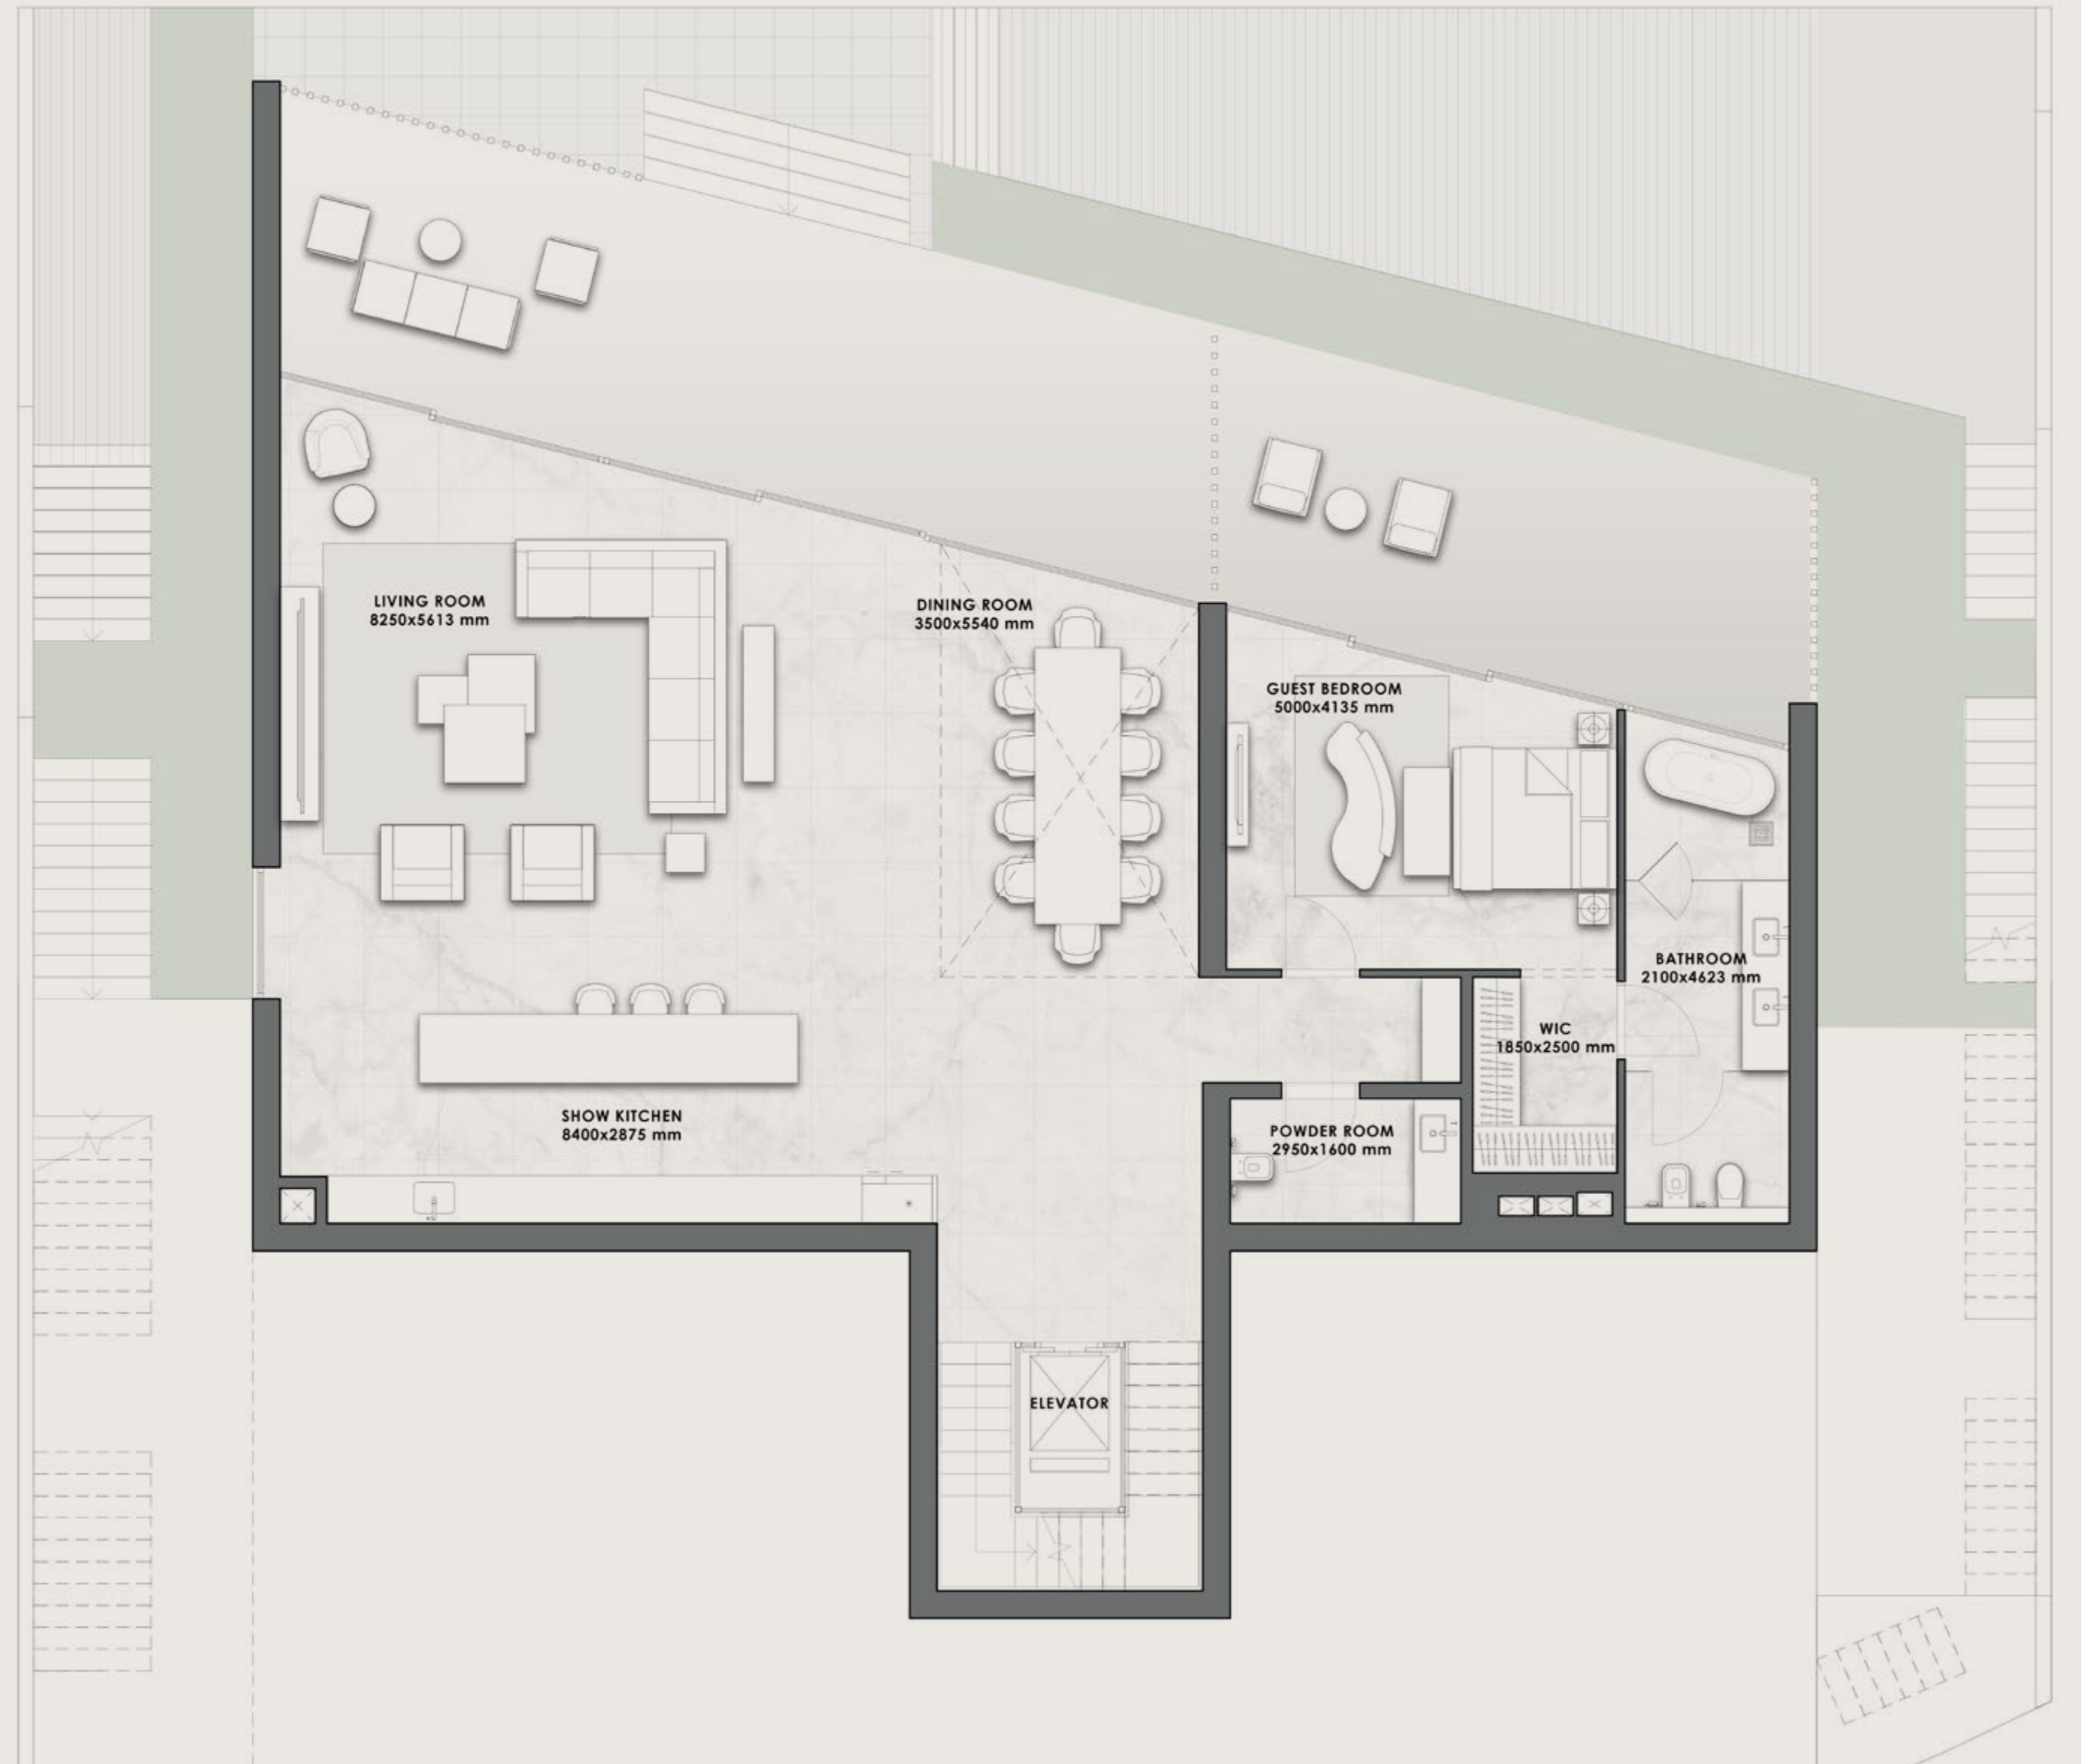 LIVING ROOM
8250x5613 mm
DINING ROOM
3500x5540 mm
GUEST BEDROOM
5000x4135 mm
BATHROOM
2100x4623 mm
WIC
1850x2500 mm
SHOW KITCHEN
8400x2875 mm
POWDER ROOM
2950x1600 mm
ELEVATOR